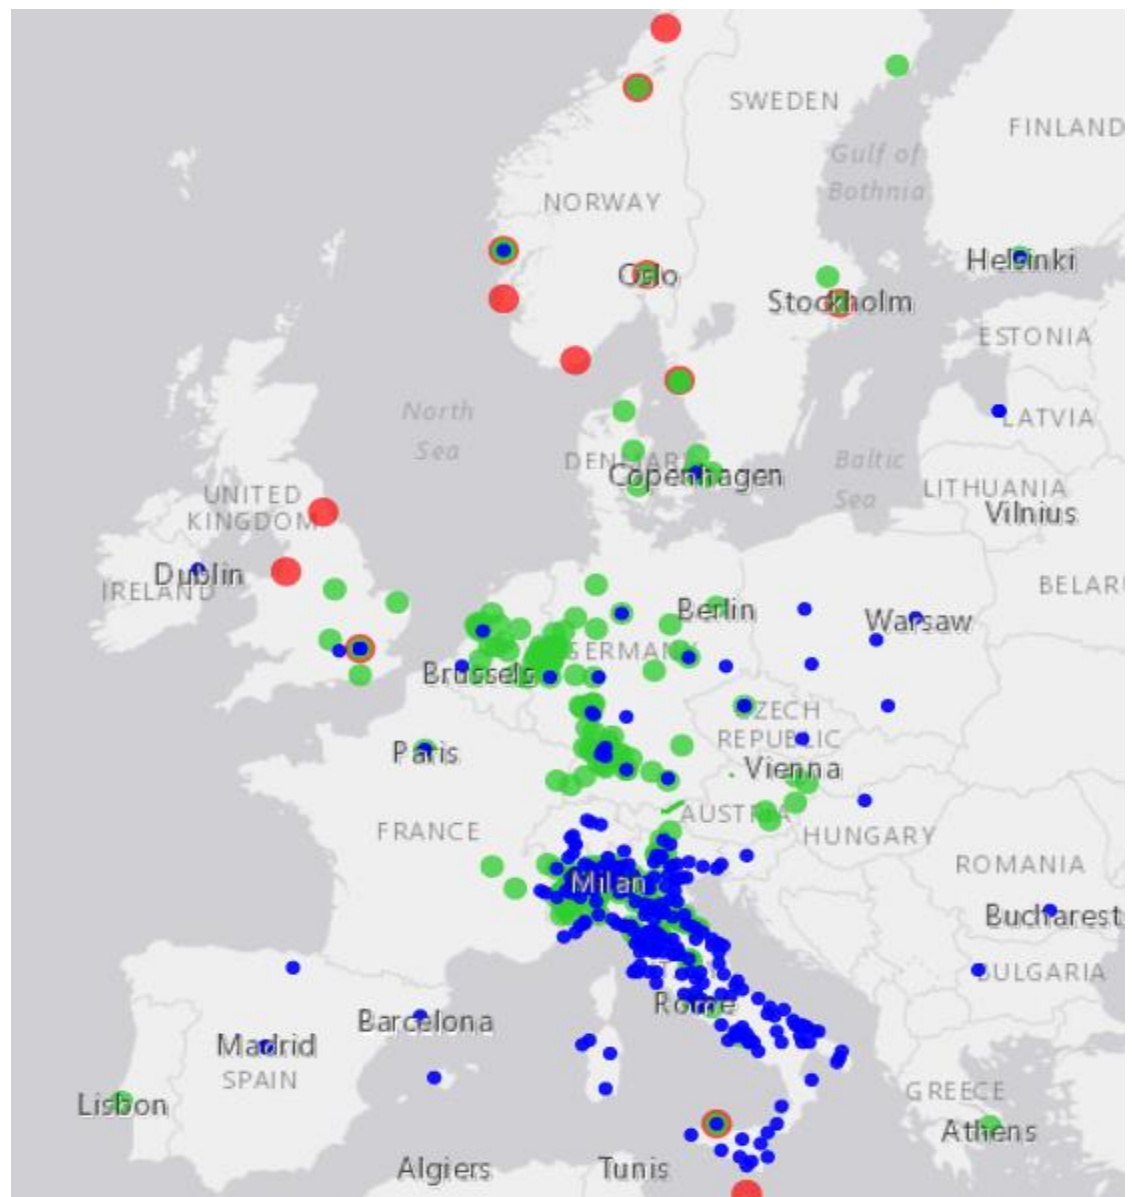 SWEDEN
FINLAND
Gulf of
Bothnia
NORWAY
Oslo
Helsinki
Stockholm
ESTONIA
North
Sea
LATVIA
DENMARK
Copenhagen
Baltic
Sea
LITHUANIA
Vilnius
UNITED
KINGDOM
Dublin
IRELAND
BELARU
Berlin
Warsaw
GERMANY
Brussels
CZECH
REPUBLIC
Paris
Vienna
AUSTRIA
FRANCE
HUNGARY
ROMANIA
Milan
Bucharest
BULGARIA
Rome
Barcelona
Madrid
SPAIN
Lisbon
GREECE
Athens
Algiers
Tunis